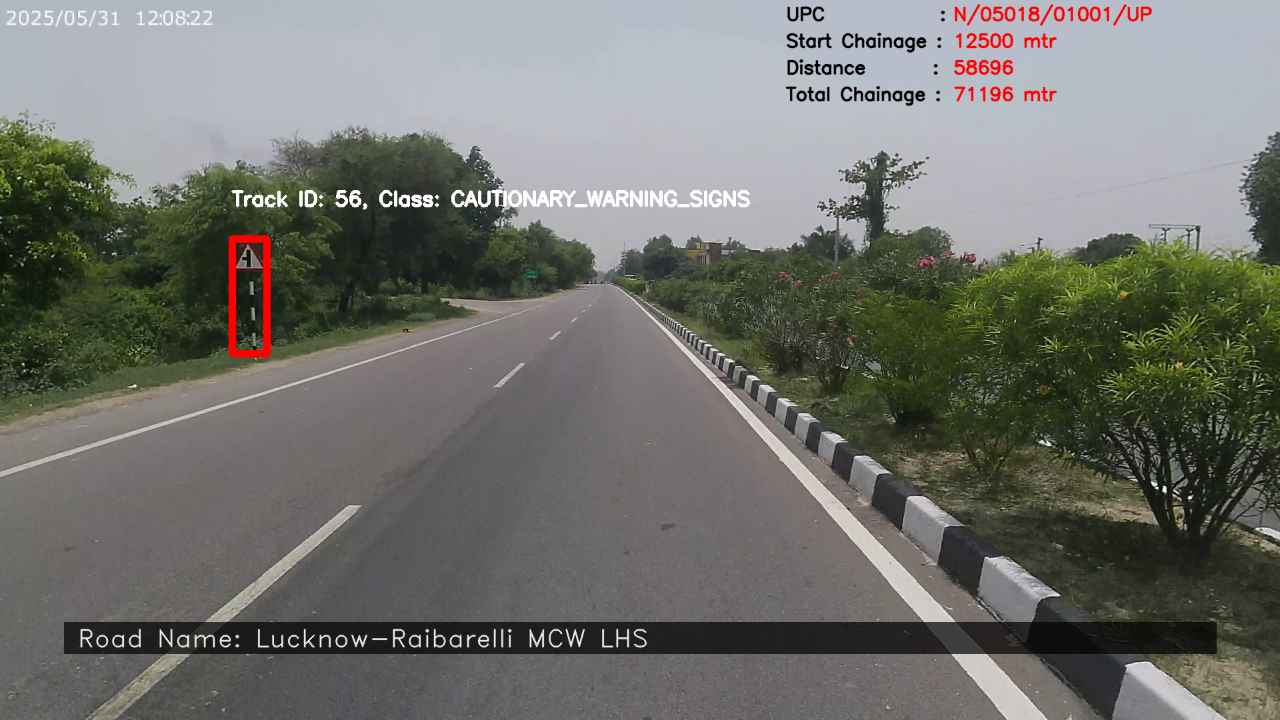 2025/05/31 12:08:22
UPC : N/05018/01001/UP
Start Chainage : 12500 mtr
Distance : 58696
Total Chainage : 71196 mtr
Track ID: 56, Class: CAUTIONARY_WARNING_SIGNS
Road Name: Lucknow-Raibarelli MCW LHS